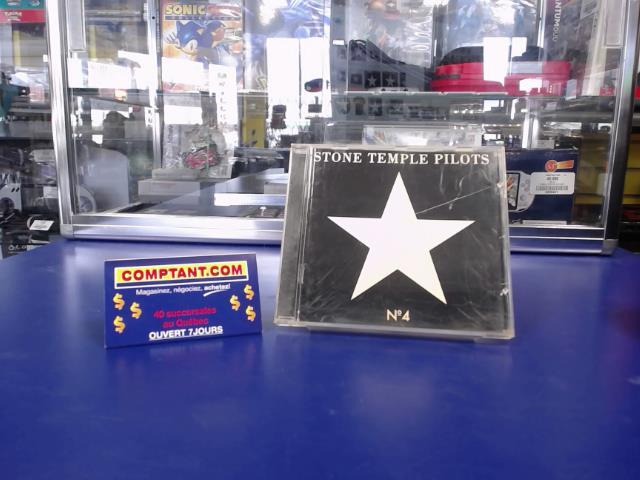 SONIC
STONE TEMPLE PILOTS
Nº4
COMPTANT.COM
Magasinez, négociez, achetez!
$ $ $ $ $ $
40 succursales
au Québec
OUVERT 7JOURS